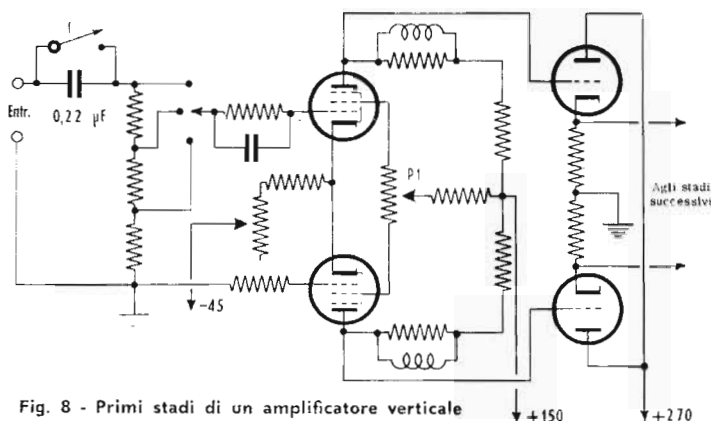 f
Entr.
0,22 µF
P1
Agli stadi
successivi
-45
+150
+270
Fig. 8 - Primi stadi di un amplificatore verticale